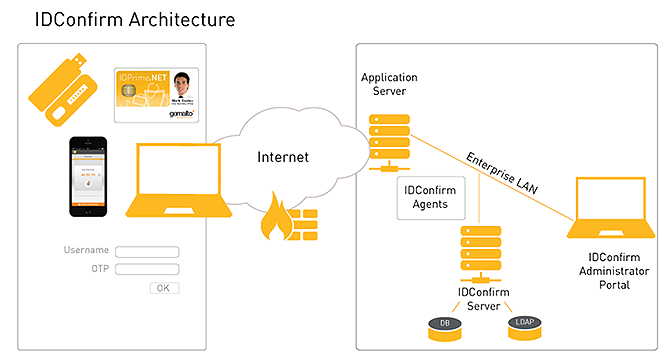 IDConfirm Architecture
IDPrime.NET
Mark Dawkes
gemalto
Username
OTP
OK
Internet
Application
Server
Enterprise LAN
IDConfirm
Agents
IDConfirm
Server
DB
LDAP
IDConfirm
Administrator
Portal